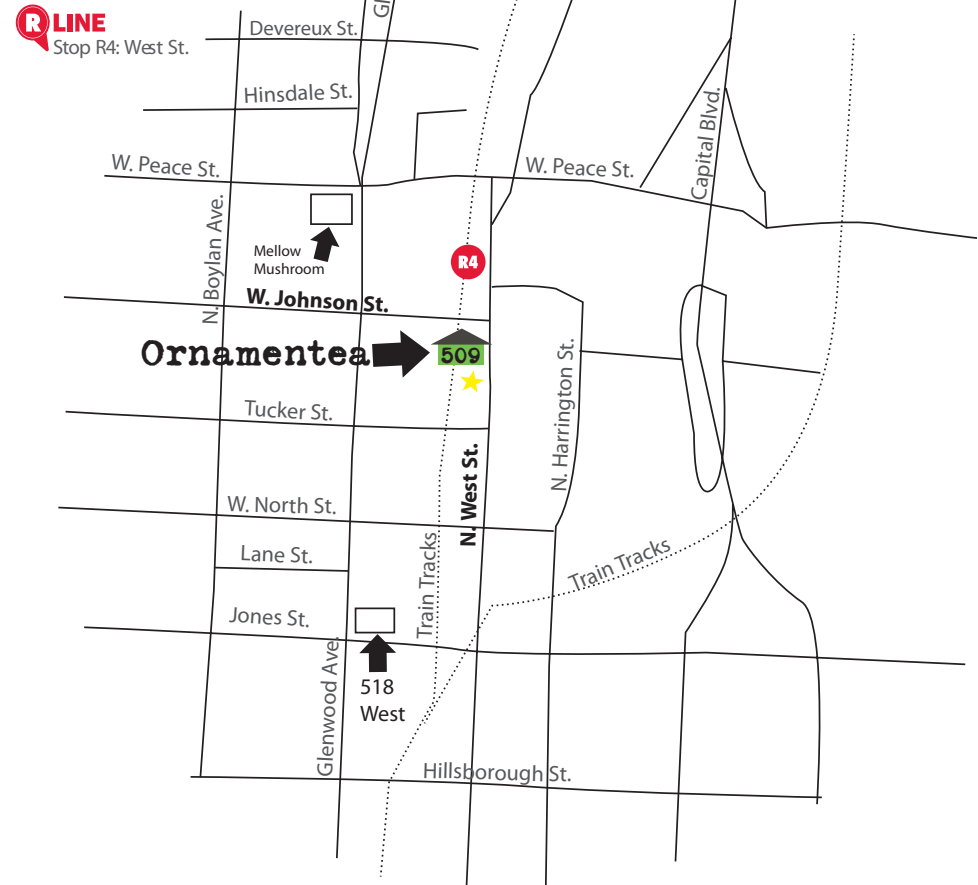 R LINE
Stop R4: West St.
Gl
Devereux St.
Hinsdale St.
W. Peace St.
W. Peace St.
Capital Blvd.
N. Boylan Ave.
Mellow
Mushroom
R4
W. Johnson St.
Ornamentea
509
N. Harrington St.
Tucker St.
N. West St.
W. North St.
Lane St.
Train Tracks
Train Tracks
Jones St.
Glenwood Ave.
518
West
Hillsborough St.